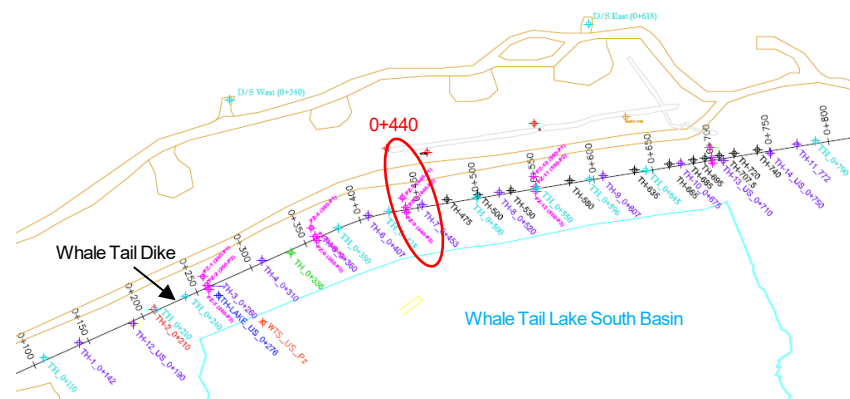 D/S East (0+618)
D/S West (0+340)
0+440
0+800
0+750
0+700
0+650
0+600
0+550
0+500
0+450
0+400
0+350
0+300
0+250
0+200
0+150
0+100
TH_0+790
TH-11_772
TH-14_US_0+750
TH-740
TH-720
TH-707.5
TH-13_US_0+710
TH-695
TH-685
TH-10_0+675
TH-665
TH_0+645
TH-635
TH-9_0+607
TH_0+596
TH-580
TH_0+550
TH-530
TH-8_0+520
TH-500
TH_0+500
TH-475
TH-7_0+453
TH-6_0+407
TH_0+380
TH_0+338
TH-4_0+310
TH-3_0+260
TH-LAKE_US_0+276
WTS_US_Pz
TH_0+240
TH_0+210
TH-2_0+210
TH-12_US_0+190
TH-1_0+142
TH_0+110
Whale Tail Dike
Whale Tail Lake South Basin